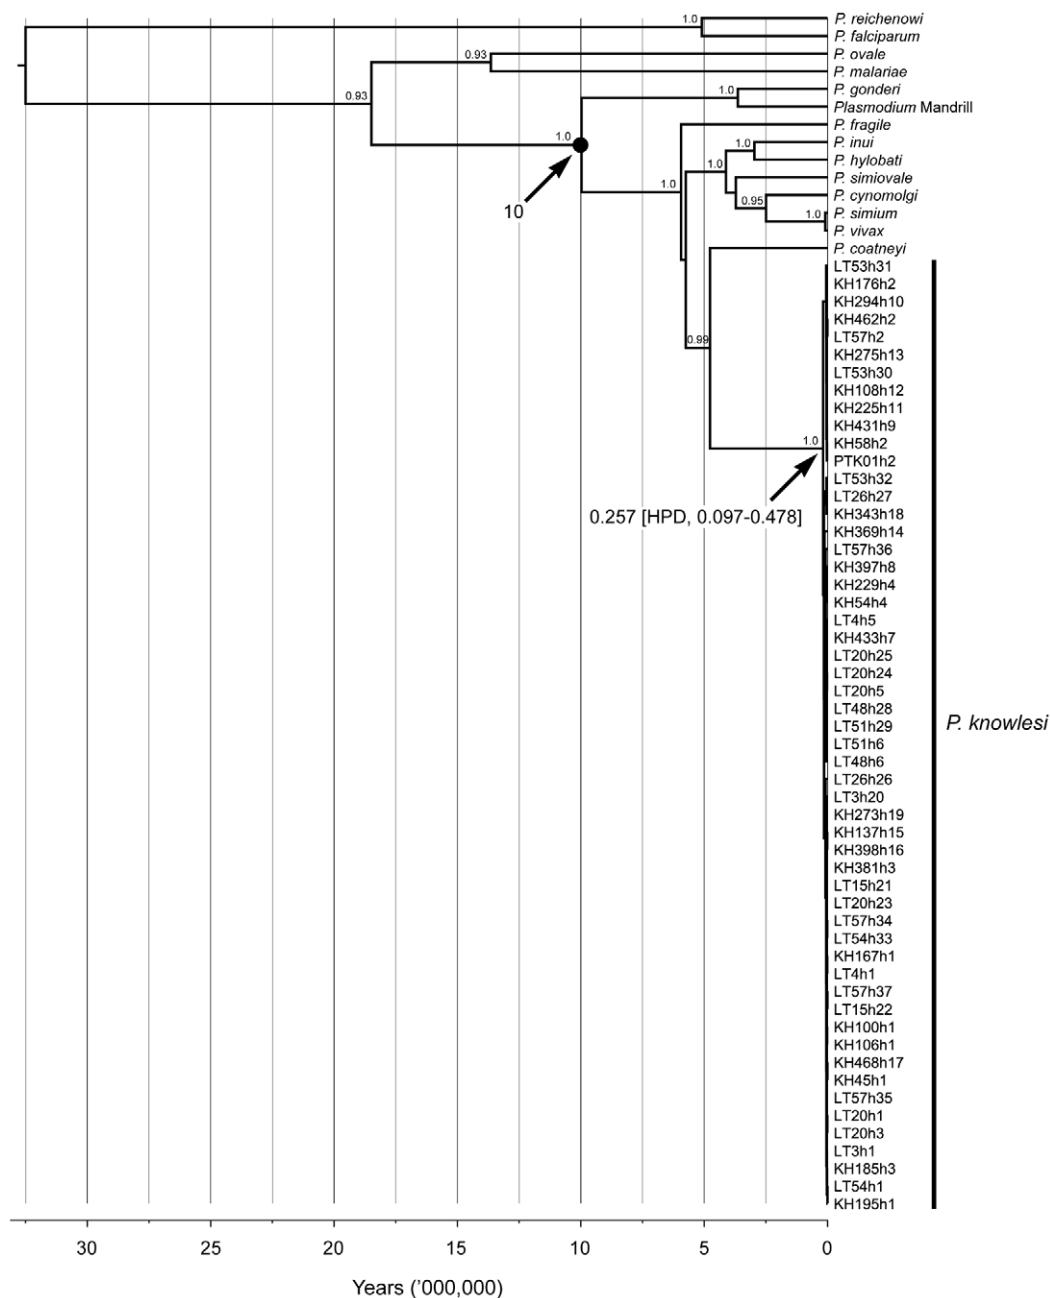 1.0
P. reichenowi
P. falciparum
0.93
P. ovale
P. malariae
0.93
1.0
P. gonderi
Plasmodium Mandrill
1.0
P. fragile
1.0
P. inui
P. hylobati
1.0
1.0
P. simiovale
0.95
P. cynomolgi
1.0
P. simium
P. vivax
10
P. coatneyi
0.99
LT53h31
KH176h2
KH294h10
KH462h2
LT57h2
KH275h13
LT53h30
KH108h12
KH225h11
KH431h9
1.0
KH58h2
PTK01h2
LT53h32
LT26h27
0.257 [HPD, 0.097-0.478]
KH343h18
KH369h14
LT57h36
KH397h8
KH229h4
KH54h4
LT4h5
KH433h7
LT20h25
LT20h24
LT20h5
LT48h28
LT51h29
P. knowlesi
LT51h6
LT48h6
LT26h26
LT3h20
KH273h19
KH137h15
KH398h16
KH381h3
LT15h21
LT20h23
LT57h34
LT54h33
KH167h1
LT4h1
LT57h37
LT15h22
KH100h1
KH106h1
KH468h17
KH45h1
LT57h35
LT20h1
LT20h3
LT3h1
KH185h3
LT54h1
KH195h1
30 25 20 15 10 5 0
Years ('000,000)